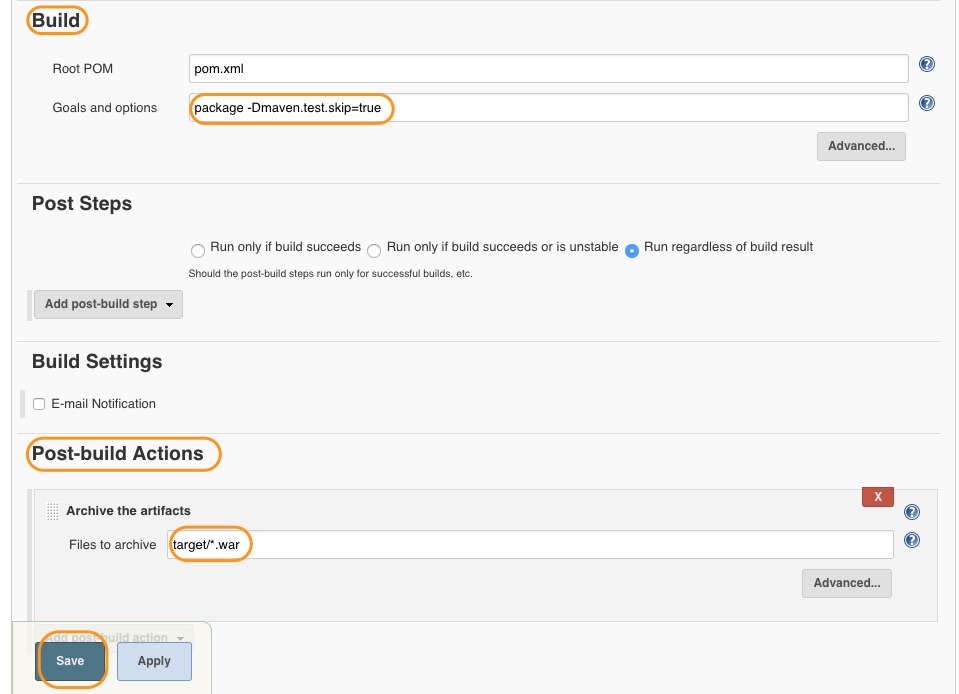 Build
Root POM pom.xml ?
Goals and options package -Dmaven.test.skip=true ?
Advanced...
Post Steps
Run only if build succeeds Run only if build succeeds or is unstable Run regardless of build result
Should the post-build steps run only for successful builds, etc.
Add post-build step
Build Settings
E-mail Notification
Post-build Actions
X
Archive the artifacts ?
Files to archive target/*.war ?
Advanced...
Add post-build action
Save Apply